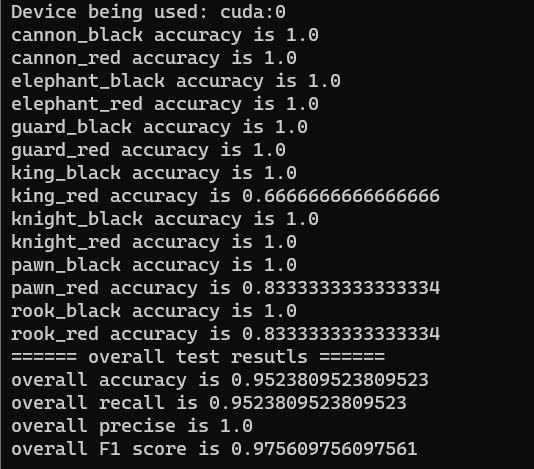 Device being used: cuda:0
cannon_black accuracy is 1.0
cannon_red accuracy is 1.0
elephant_black accuracy is 1.0
elephant_red accuracy is 1.0
guard_black accuracy is 1.0
guard_red accuracy is 1.0
king_black accuracy is 1.0
king_red accuracy is 0.6666666666666666
knight_black accuracy is 1.0
knight_red accuracy is 1.0
pawn_black accuracy is 1.0
pawn_red accuracy is 0.8333333333333334
rook_black accuracy is 1.0
rook_red accuracy is 0.8333333333333334
====== overall test resutls ======
overall accuracy is 0.9523809523809523
overall recall is 0.9523809523809523
overall precise is 1.0
overall F1 score is 0.975609756097561